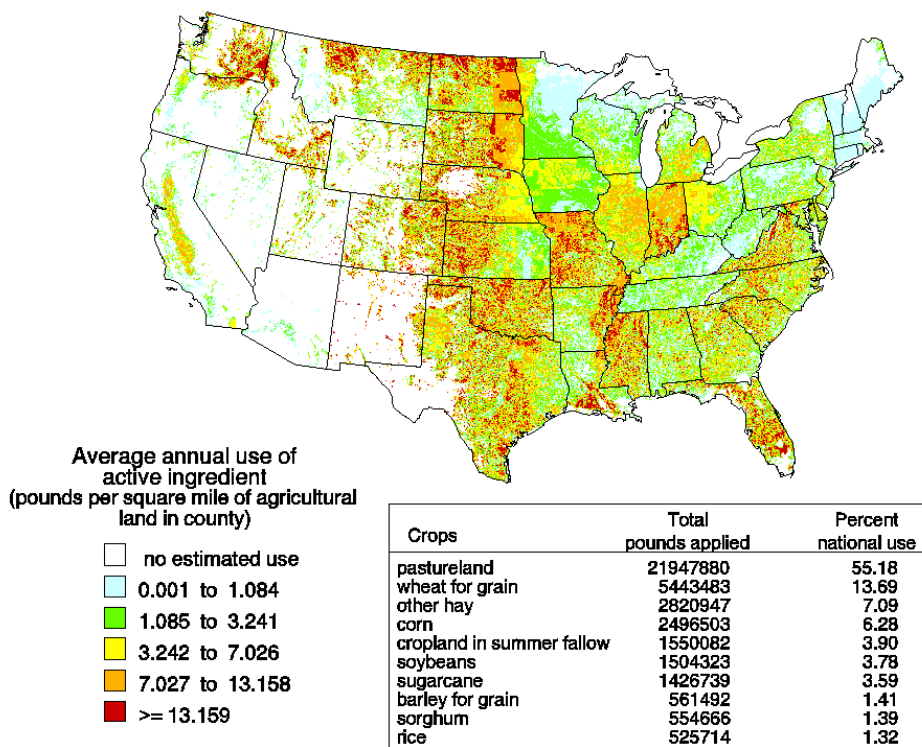 Average annual use of
active ingredient
(pounds per square mile of agricultural
land in county)
no estimated use
0.001 to 1.084
1.085 to 3.241
3.242 to 7.026
7.027 to 13.158
>= 13.159
Crops Total pounds applied Percent national use
pastureland 21947880 55.18
wheat for grain 5443483 13.69
other hay 2820947 7.09
corn 2496503 6.28
cropland in summer fallow 1550082 3.90
soybeans 1504323 3.78
sugarcane 1426739 3.59
barley for grain 561492 1.41
sorghum 554666 1.39
rice 525714 1.32